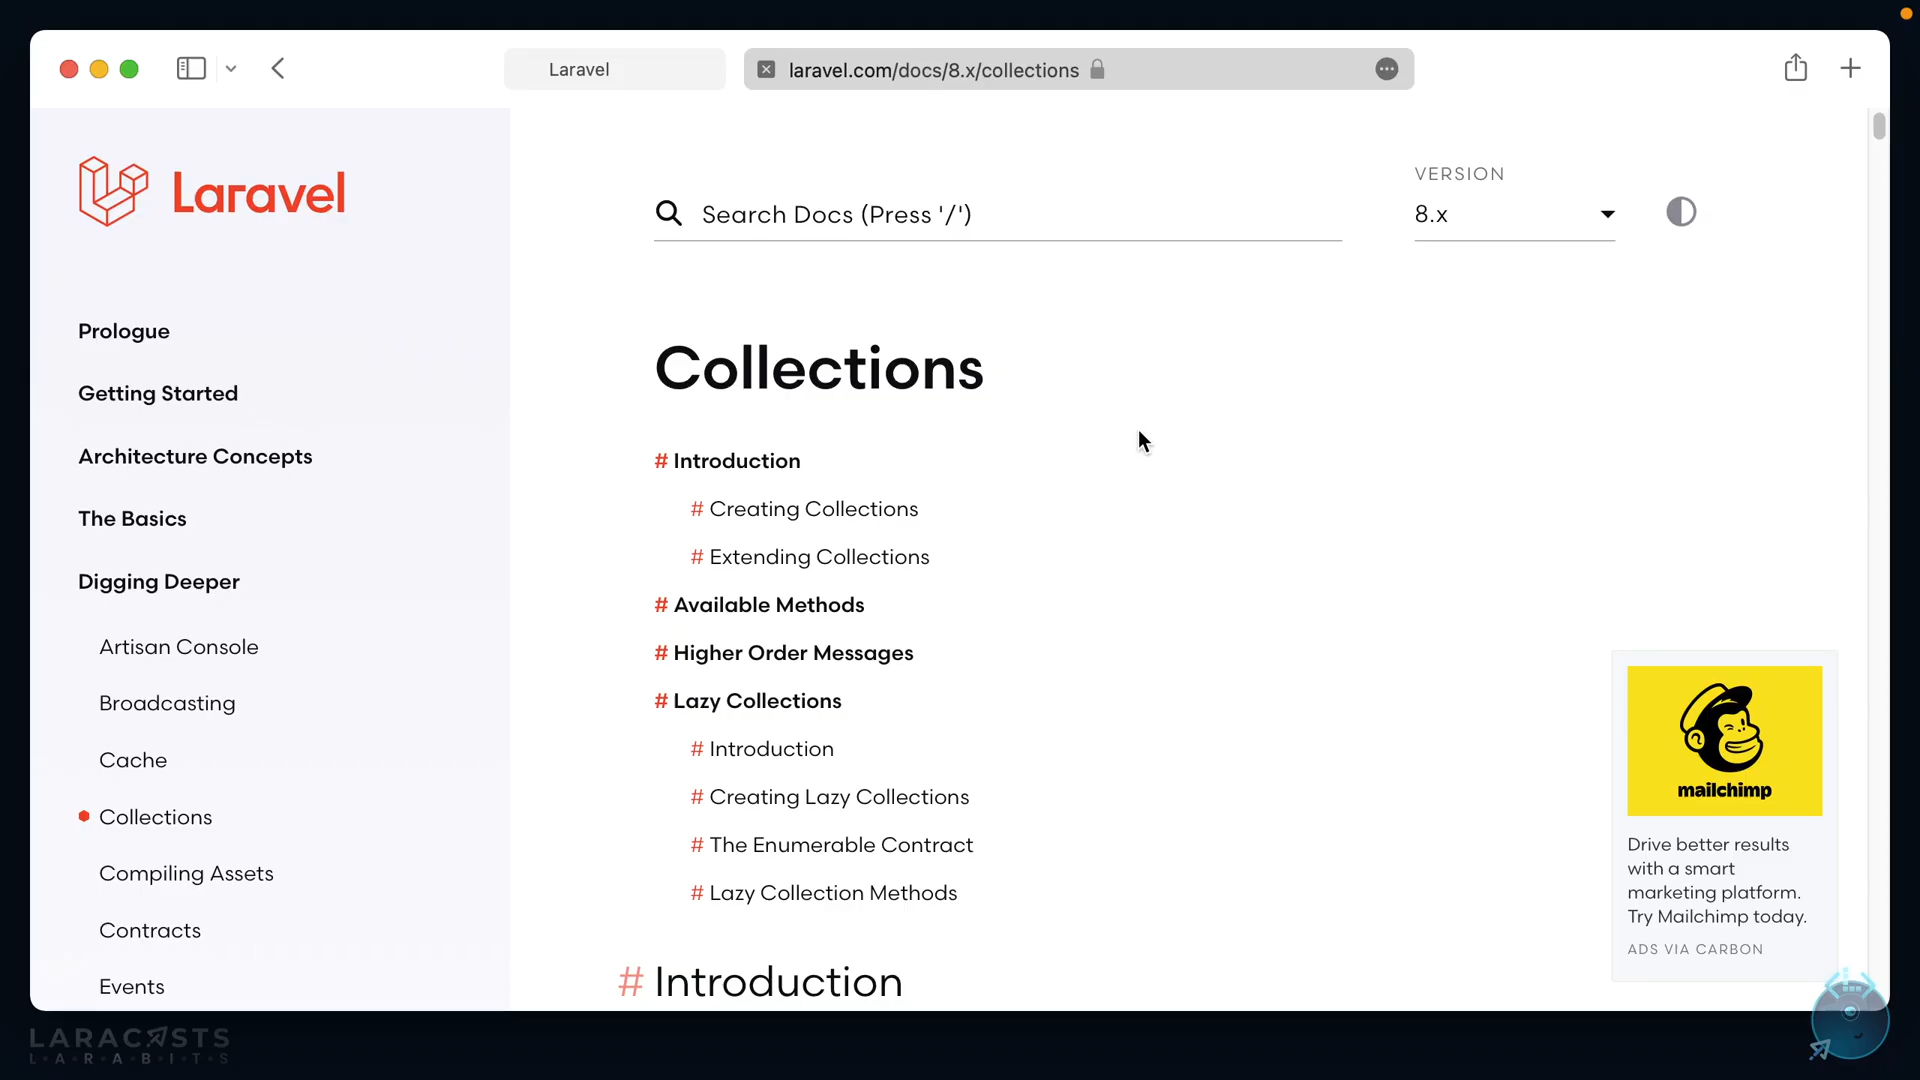 Laravel
laravel.com/docs/8.x/collections
Laravel
VERSION
Search Docs (Press '/')
8.x
Prologue
Getting Started
Architecture Concepts
The Basics
Digging Deeper
Artisan Console
Broadcasting
Cache
Collections
Compiling Assets
Contracts
Events
Collections
# Introduction
# Creating Collections
# Extending Collections
# Available Methods
# Higher Order Messages
# Lazy Collections
# Introduction
# Creating Lazy Collections
# The Enumerable Contract
# Lazy Collection Methods
# Introduction
mailchimp
Drive better results
with a smart
marketing platform.
Try Mailchimp today.
ADS VIA CARBON
LARACASTS
L·A·R·A·B·I·T·S